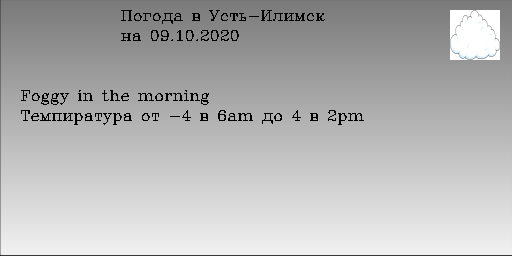 Погода в Усть-Илимск
на 09.10.2020
Foggy in the morning
Темпиратура от -4 в 6am до 4 в 2pm